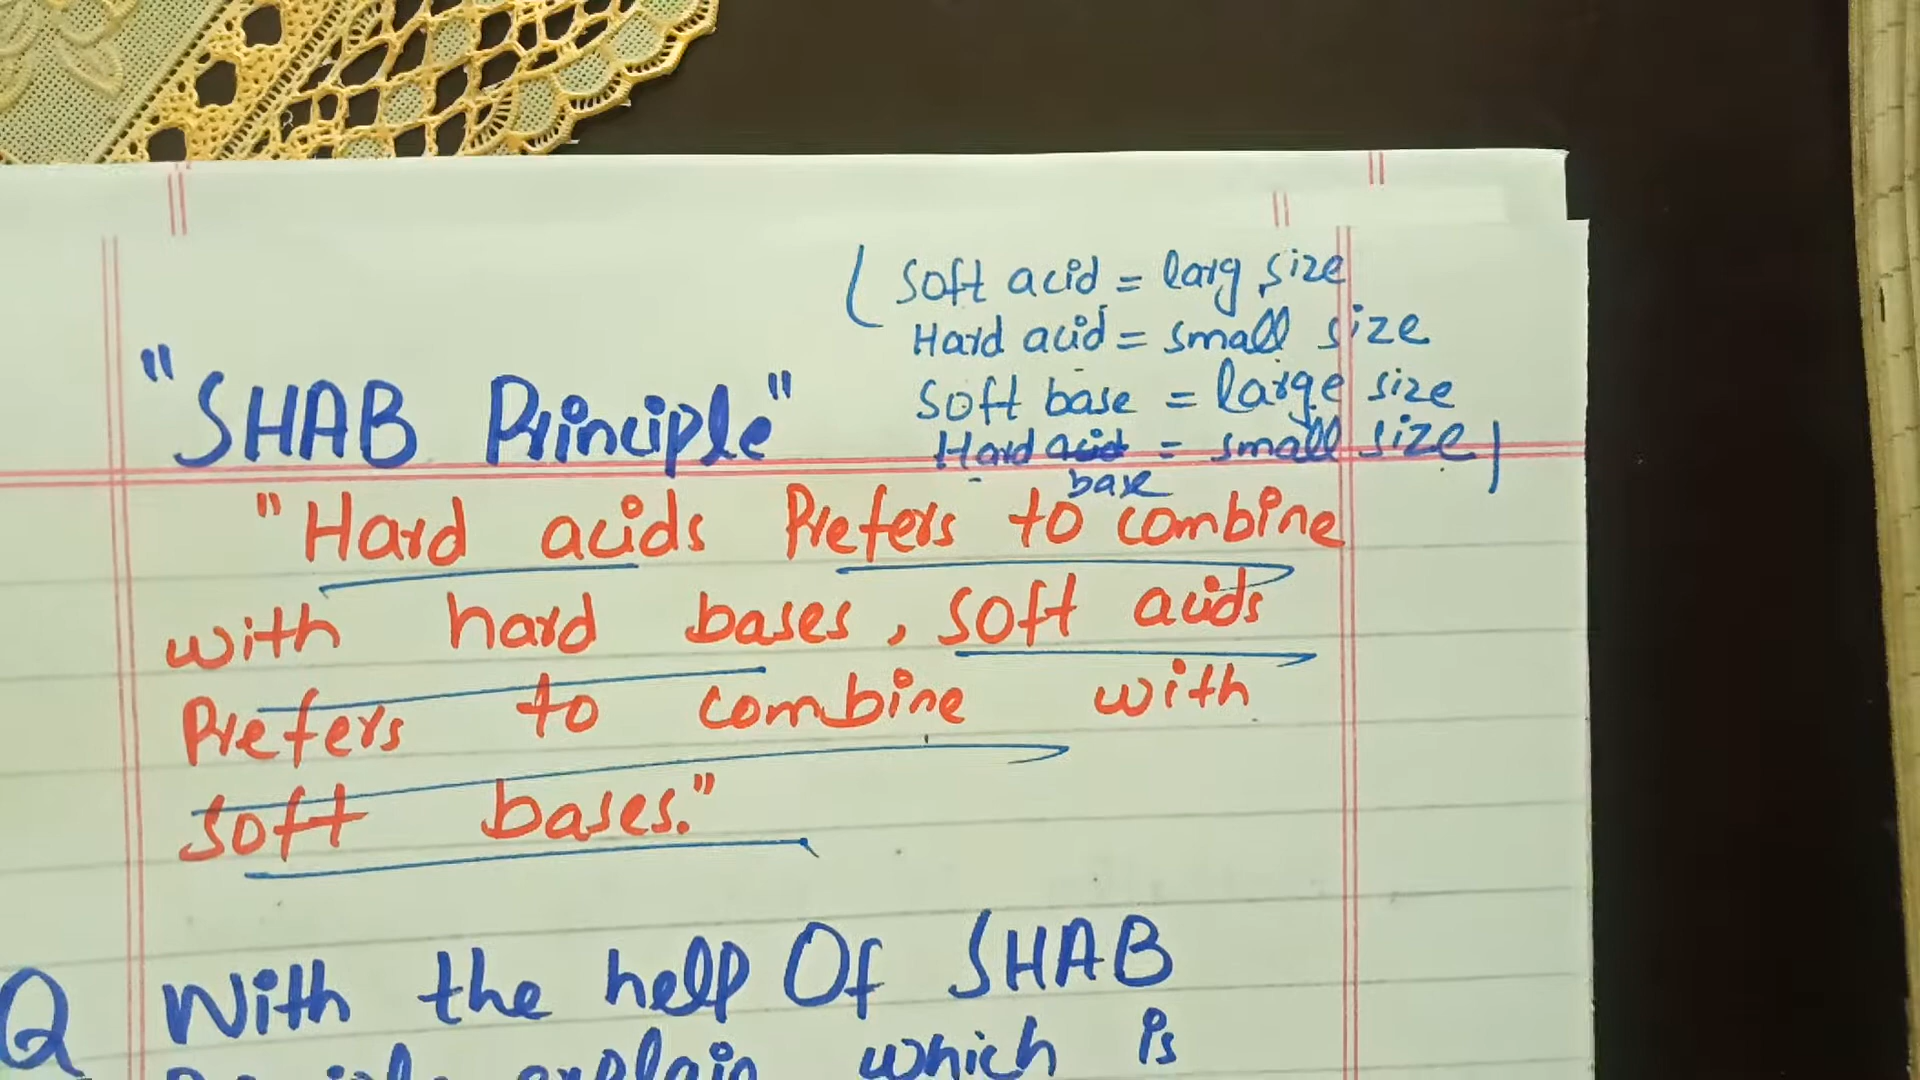 (Soft acid = larg size
Hard acid = small size
Soft base = large size
Hard acid = small size)
base
"SHAB Principle"
"Hard acids Prefers to combine
with hard bases, soft acids
Prefers to combine with
soft bases."
Q With the help Of SHAB
Principle explain which is